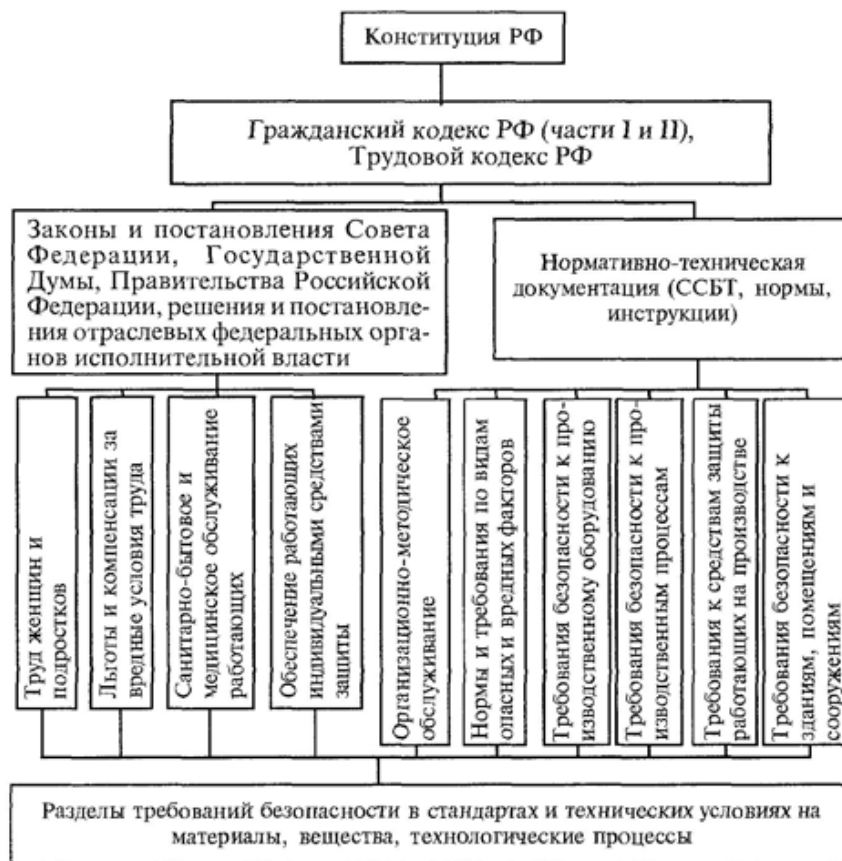 Конституция РФ
Гражданский кодекс РФ (части I и II),
Трудовой кодекс РФ
Законы и постановления Совета
Федерации, Государственной
Думы, Правительства Российской
Федерации, решения и постановле-
ния отраслевых федеральных орга-
нов исполнительной власти
Нормативно-техническая
документация (ССБТ, нормы,
инструкции)
Труд женщин и
подростков
Льготы и компенсации за
вредные условия труда
Санитарно-бытовое и
медицинское обслуживание
работающих
Обеспечение работающих
индивидуальными средствами
защиты
Организационно-методическое
обслуживание
Нормы и требования по видам
опасных и вредных факторов
Требования безопасности к про-
изводственному оборудованию
Требования безопасности к про-
изводственным процессам
Требования к средствам защиты
работающих на производстве
Требования безопасности к
зданиям, помещениям и
сооружениям
Разделы требований безопасности в стандартах и технических условиях на
материалы, вещества, технологические процессы